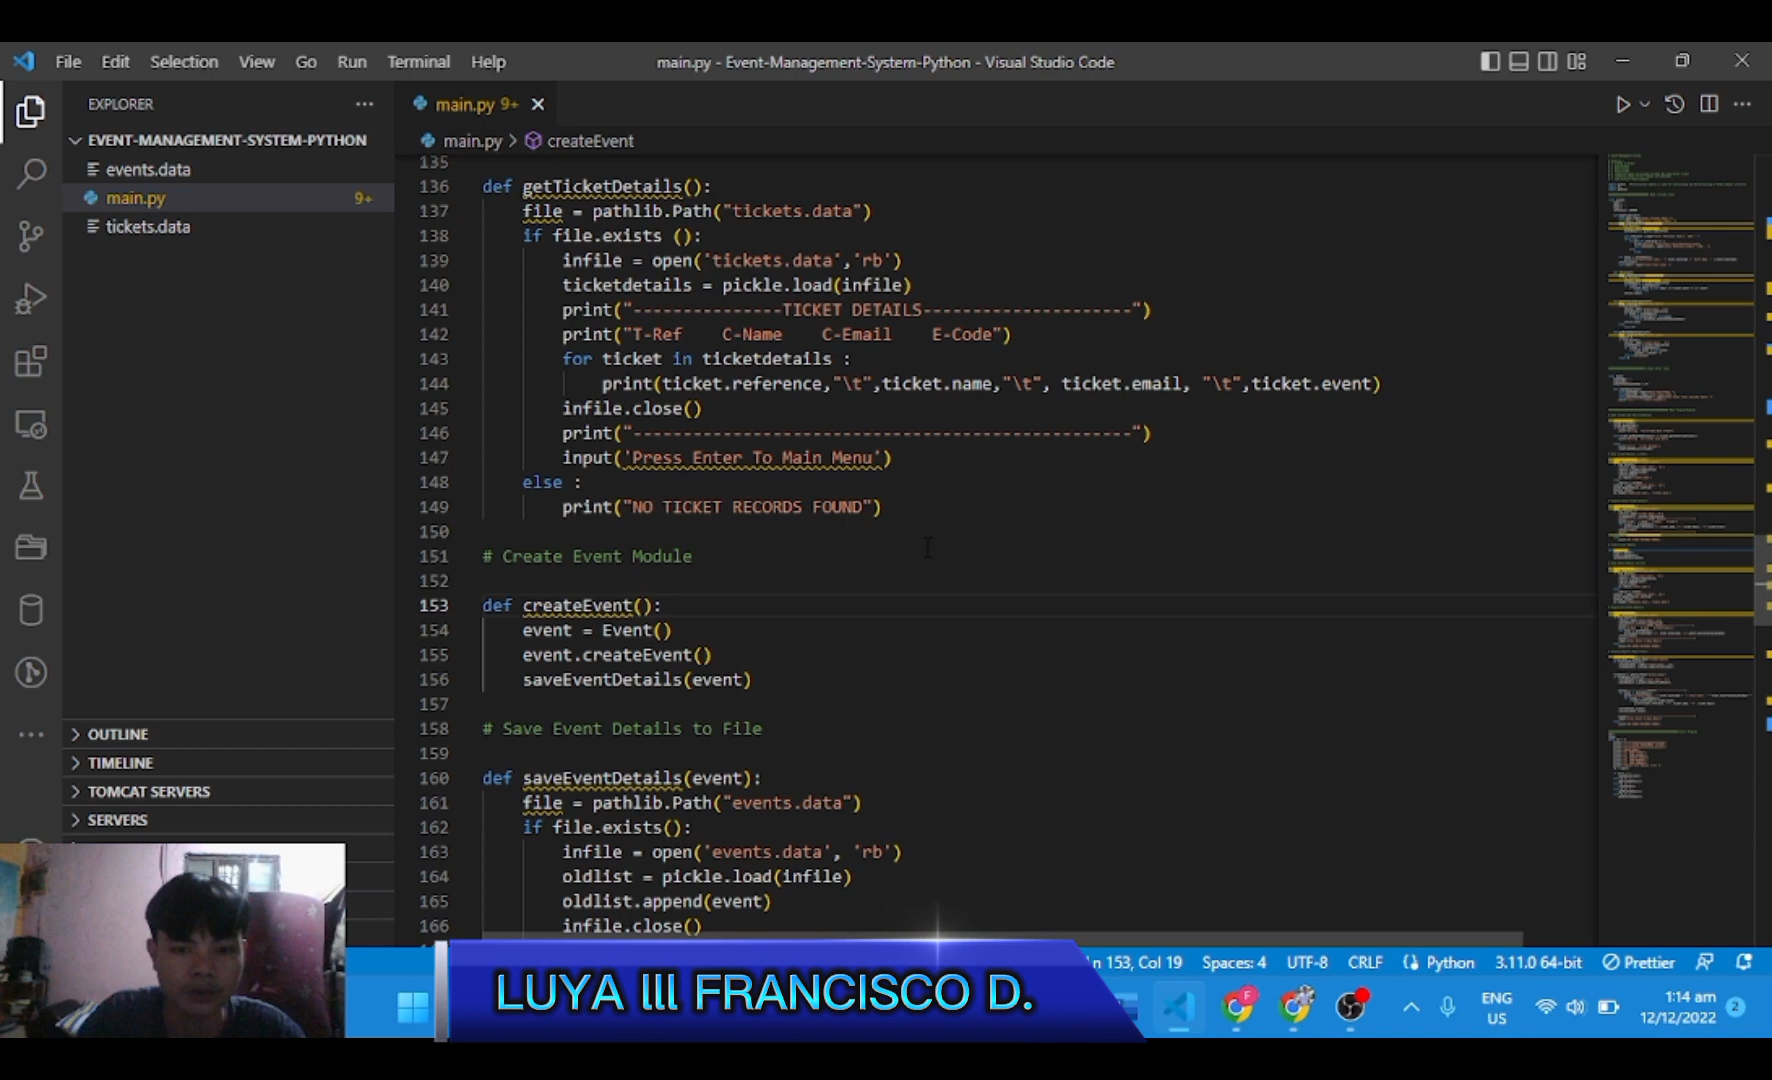 File Edit Selection View Go Run Terminal Help
main.py - Event-Management-System-Python - Visual Studio Code
EXPLORER
EVENT-MANAGEMENT-SYSTEM-PYTHON
events.data
main.py 9+
tickets.data
OUTLINE
TIMELINE
TOMCAT SERVERS
SERVERS
main.py 9+
main.py > createEvent
135
136 def getTicketDetails():
137 file = pathlib.Path("tickets.data")
138 if file.exists ():
139 infile = open('tickets.data','rb')
140 ticketdetails = pickle.load(infile)
141 print("---------------TICKET DETAILS---------------------")
142 print("T-Ref    C-Name    C-Email    E-Code")
143 for ticket in ticketdetails :
144 print(ticket.reference,"\t",ticket.name,"\t", ticket.email, "\t",ticket.event)
145 infile.close()
146 print("--------------------------------------------------")
147 input('Press Enter To Main Menu')
148 else :
149 print("NO TICKET RECORDS FOUND")
150
151 # Create Event Module
152
153 def createEvent():
154 event = Event()
155 event.createEvent()
156 saveEventDetails(event)
157
158 # Save Event Details to File
159
160 def saveEventDetails(event):
161 file = pathlib.Path("events.data")
162 if file.exists():
163 infile = open('events.data', 'rb')
164 oldlist = pickle.load(infile)
165 oldlist.append(event)
166 infile.close()
n 153, Col 19 Spaces: 4 UTF-8 CRLF Python 3.11.0 64-bit Prettier
LUYA lll FRANCISCO D.
ENG
US
1:14 am
12/12/2022
2